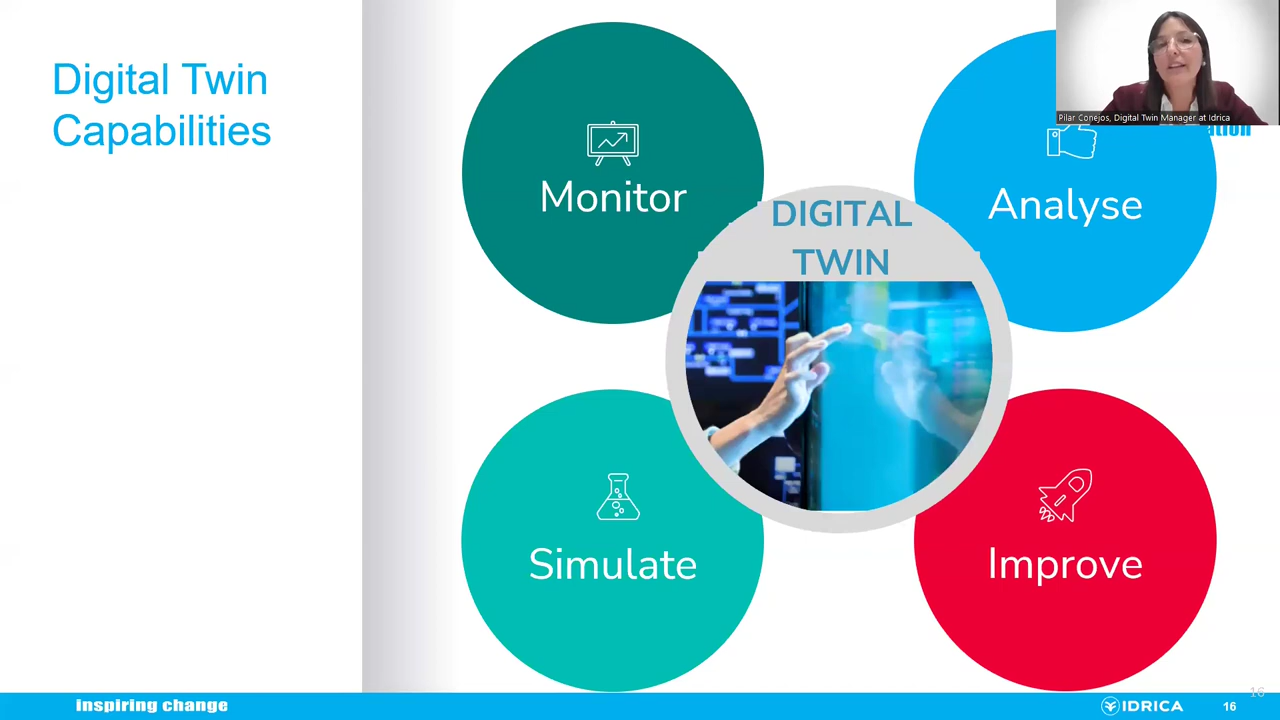 Digital Twin
Capabilities
Monitor
Analyse
DIGITAL
TWIN
Simulate
Improve
Pilar Conejos, Digital Twin Manager at Idrica
inspiring change
IDRICA
16
16